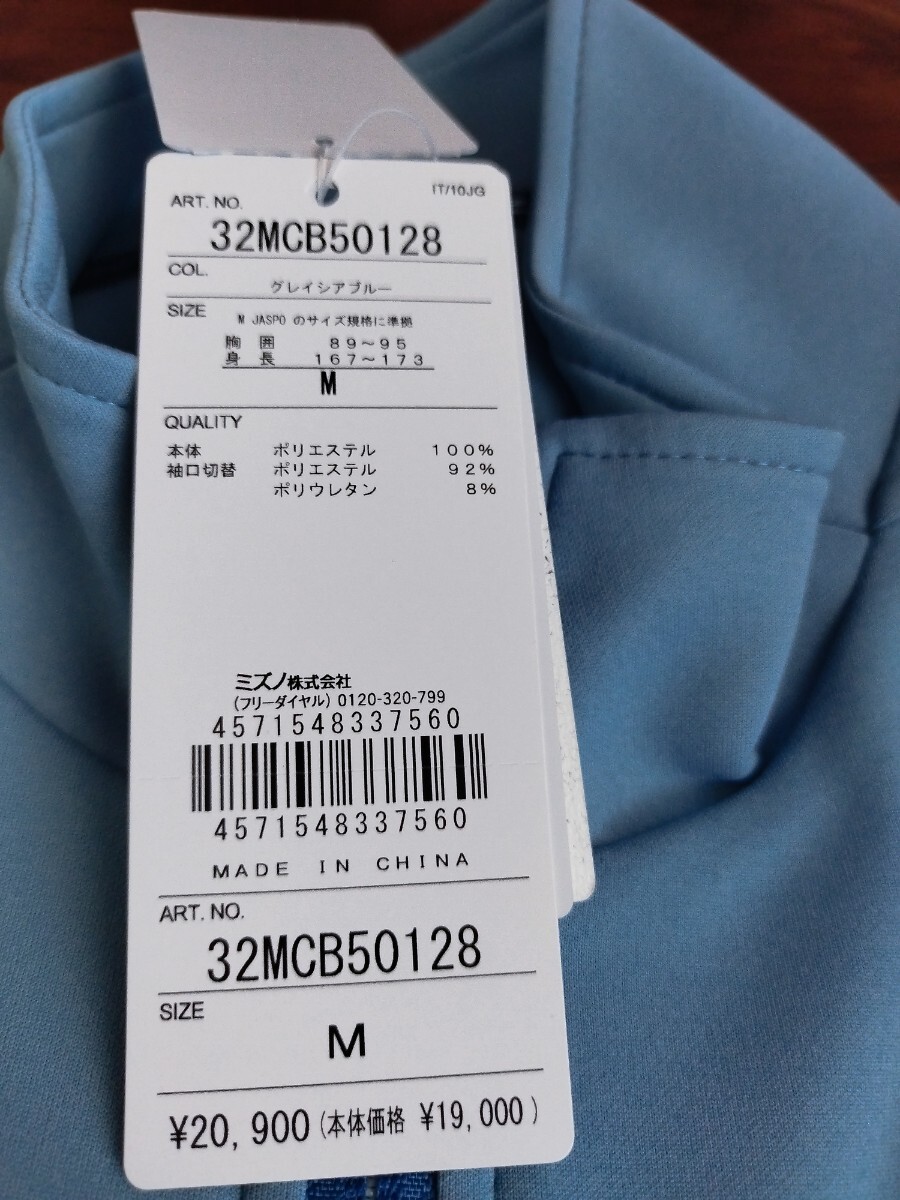 IT/10JG
ART. NO.
32MCB50128
COL.
グレイシアブルー
SIZE
M JASPO のサイズ規格に準拠
胸 囲 89~95
身 長 167~173
M
QUALITY
本体 ポリエステル 100%
袖口切替 ポリエステル 92%
ポリウレタン 8%
ミズノ株式会社
(フリーダイヤル) 0120-320-799
4571548337560
4571548337560
MADE IN CHINA
ART. NO.
32MCB50128
SIZE
M
¥20,900 (本体価格 ¥19,000)